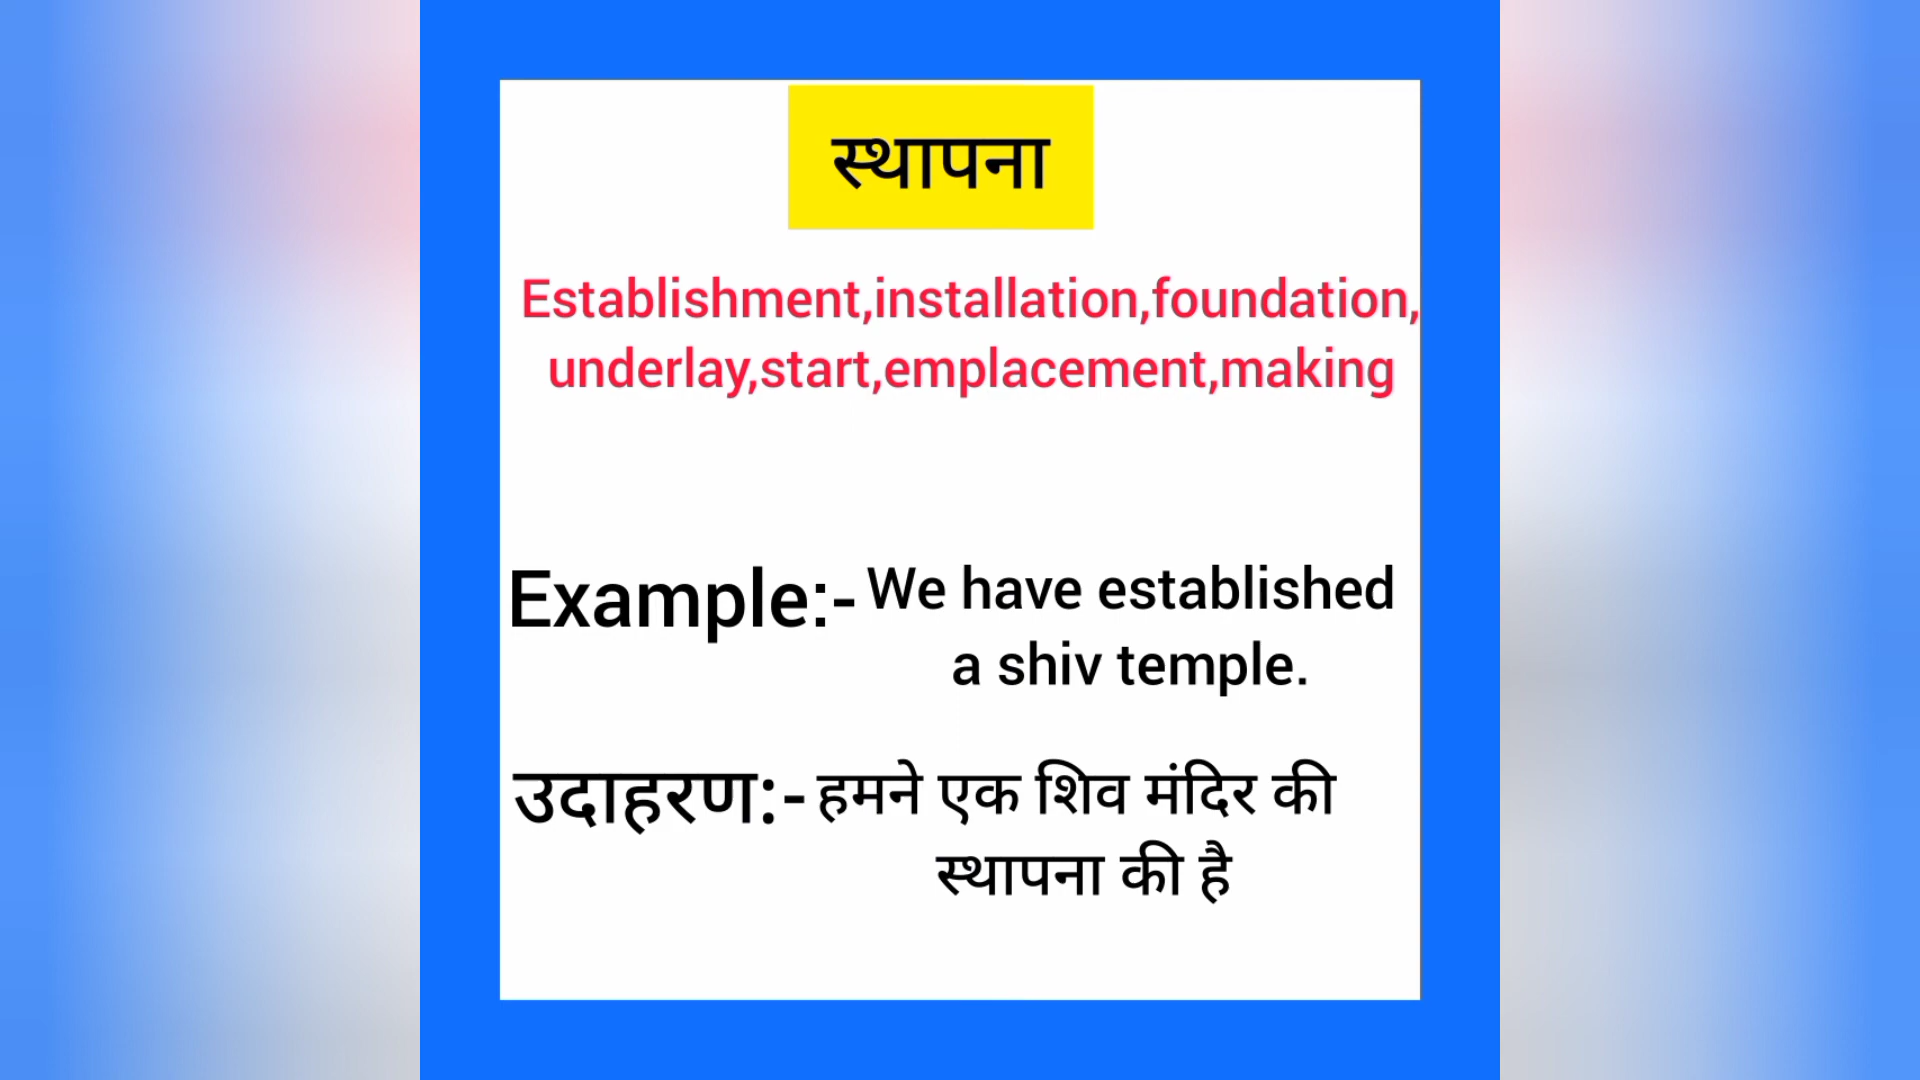 स्थापना
Establishment,installation,foundation,
underlay,start,emplacement,making
Example:- We have established
a shiv temple.
उदाहरण:- हमने एक शिव मंदिर की
स्थापना की है